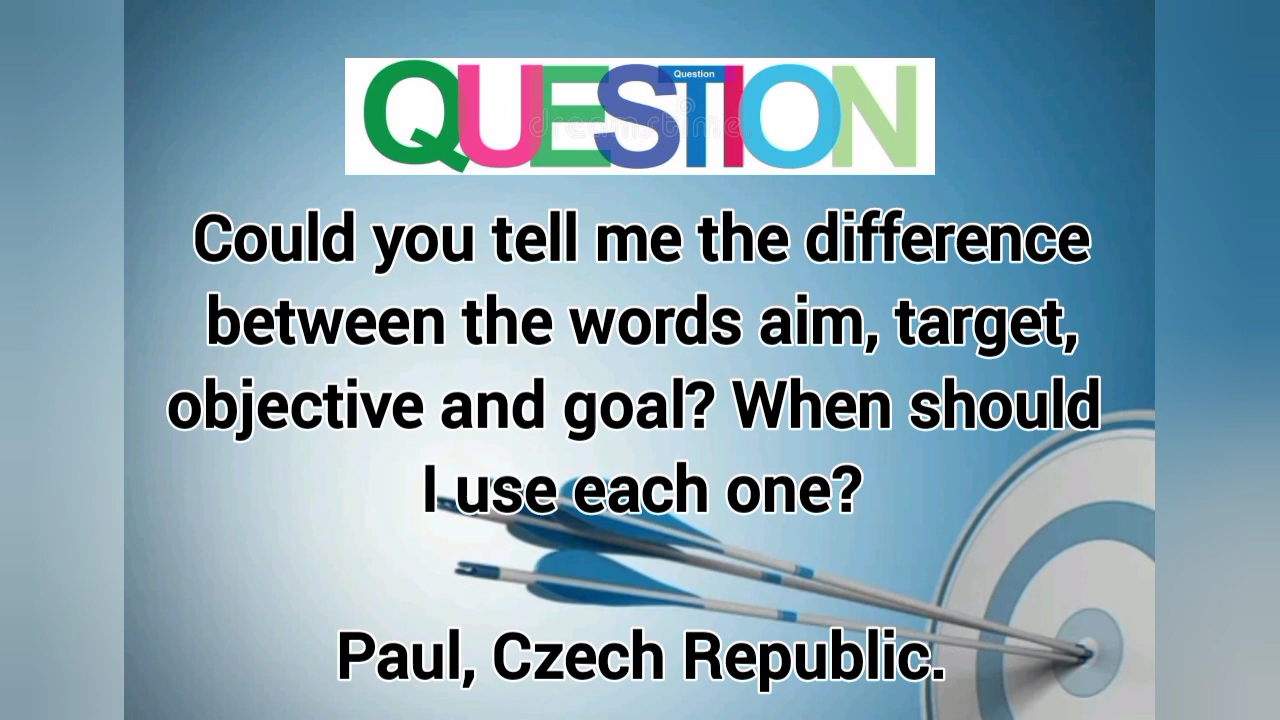 QUESTION
Question
dreamstime
Could you tell me the difference
between the words aim, target,
objective and goal? When should
I use each one?
Paul, Czech Republic.